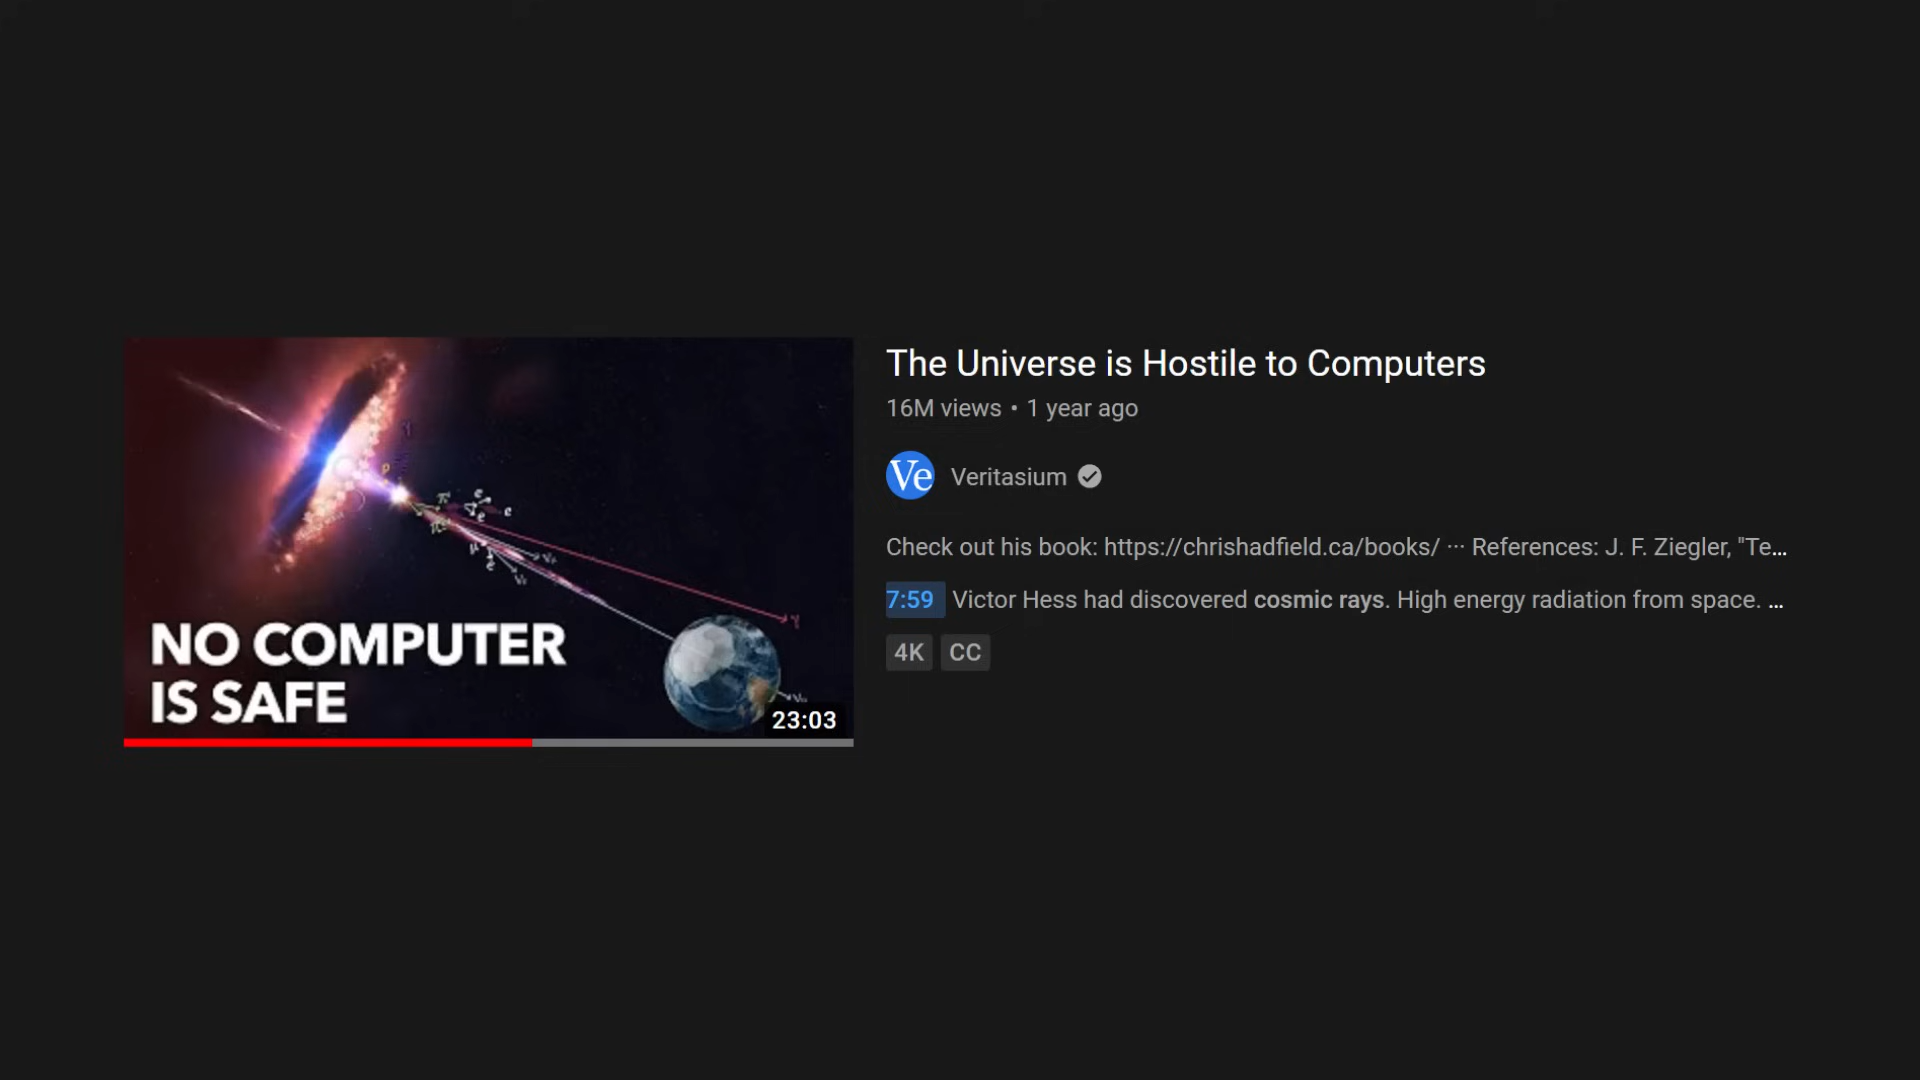 NO COMPUTER
IS SAFE
23:03
The Universe is Hostile to Computers
16M views • 1 year ago
Ve
Veritasium
Check out his book: https://chrishadfield.ca/books/ ··· References: J. F. Ziegler, "Te...
7:59 Victor Hess had discovered cosmic rays. High energy radiation from space. ...
4K CC